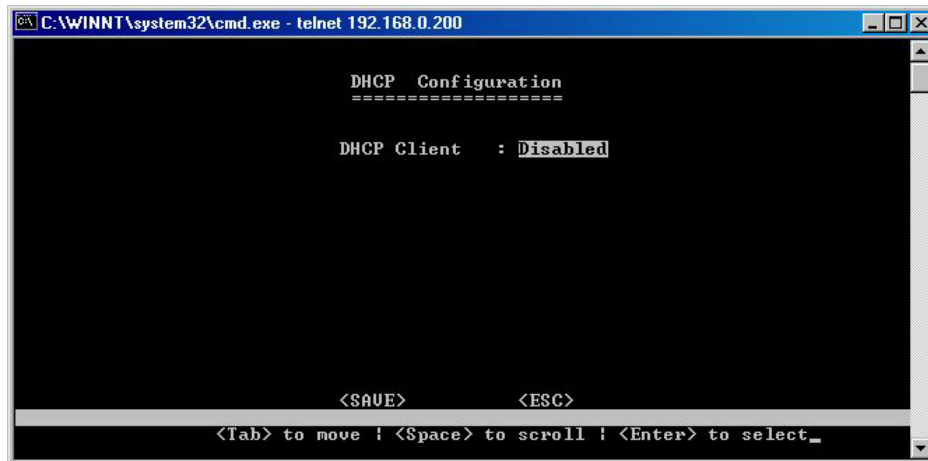 C:\WINNT\system32\cmd.exe - telnet 192.168.0.200
DHCP Configuration
===================
DHCP Client : Disabled
<SAVE> <ESC>
<Tab> to move ¦ <Space> to scroll ¦ <Enter> to select_